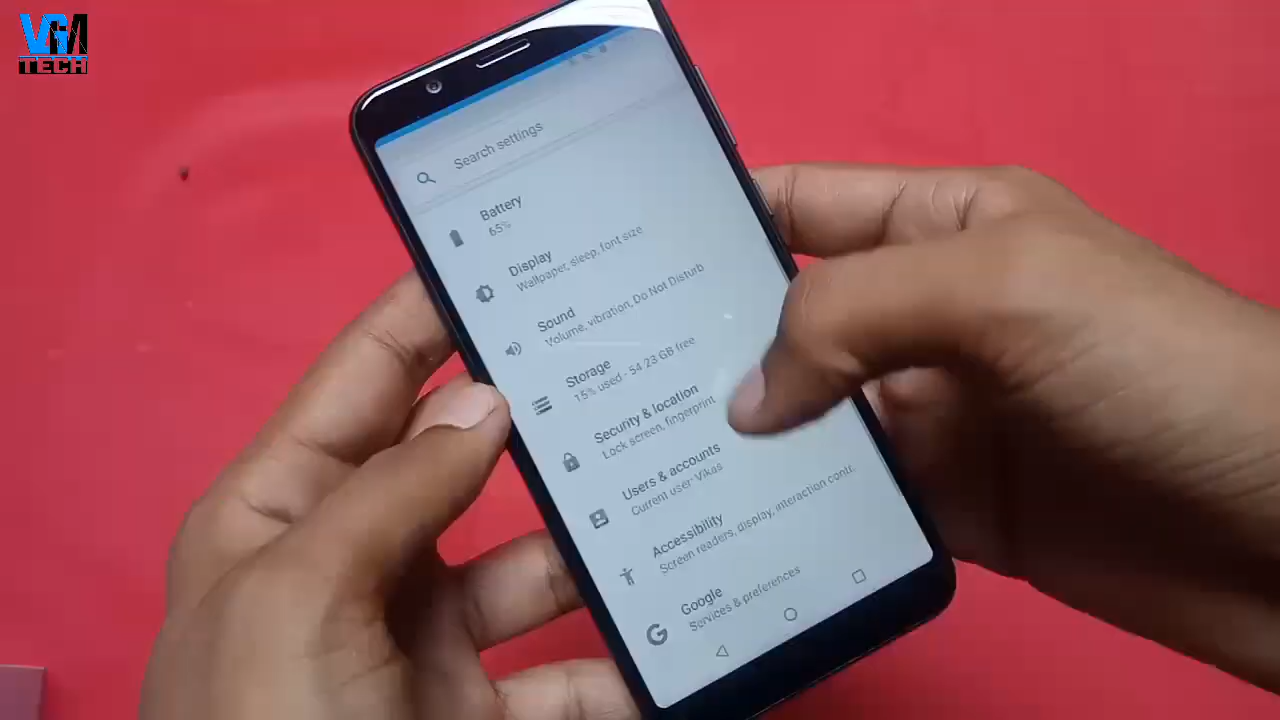 VGM
TECH
Search settings
Battery
65%
Display
Wallpaper, sleep, font size
Sound
Volume, vibration, Do Not Disturb
Storage
15% used - 54.23 GB free
Security & location
Lock screen, fingerprint
Users & accounts
Current user- Vikas
Accessibility
Screen readers, display, interaction contr.
Google
Services & preferences
G